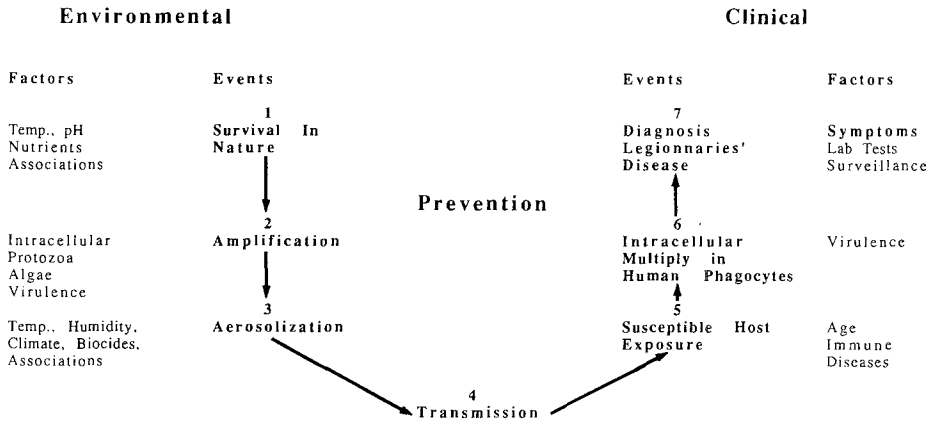 Environmental
Clinical
Factors
Events
Events
Factors
1
Survival In
Nature
Temp., pH
Nutrients
Associations
7
Diagnosis
Legionnaries'
Disease
Symptoms
Lab Tests
Surveillance
Prevention
2
Amplification
Intracellular
Protozoa
Algae
Virulence
6
Intracellular
Multiply in
Human Phagocytes
Virulence
3
Aerosolization
Temp., Humidity,
Climate, Biocides,
Associations
5
Susceptible Host
Exposure
Age
Immune
Diseases
4
Transmission